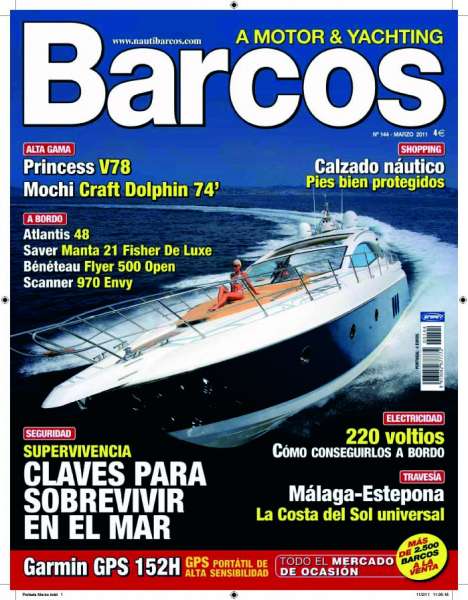 www.nautibarcos.com
A MOTOR & YACHTING
Barcos
Nº 144 - MARZO 2011 4€
ALTA GAMA
Princess V78
Mochi Craft Dolphin 74’
SHOPPING
Calzado náutico
Pies bien protegidos
A BORDO
Atlantis 48
Saver Manta 21 Fisher De Luxe
Bénéteau Flyer 500 Open
Scanner 970 Envy
ELECTRICIDAD
220 voltios
CÓMO CONSEGUIRLOS A BORDO
SEGURIDAD
SUPERVIVENCIA
CLAVES PARA
SOBREVIVIR
EN EL MAR
TRAVESÍA
Málaga-Estepona
La Costa del Sol universal
Garmin GPS 152H
GPS PORTÁTIL DE
ALTA SENSIBILIDAD
TODO EL MERCADO
DE OCASIÓN
MÁS DE
2.500
BARCOS
A LA
VENTA